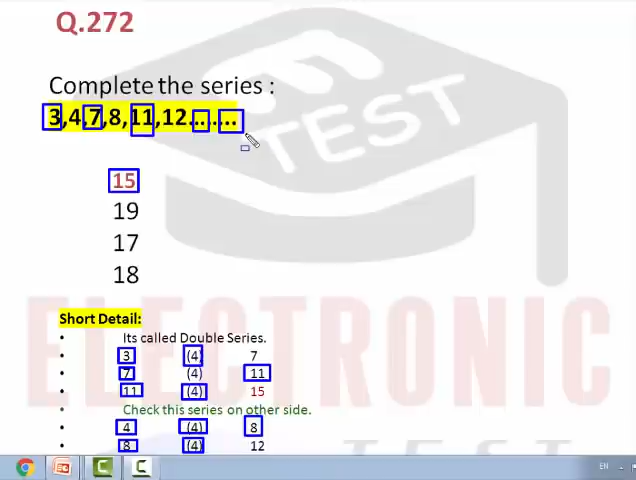 Q.272
Complete the series :
3,4,7,8,11,12........
15
19
17
18
Short Detail:
• Its called Double Series.
• 3 (4) 7
• 7 (4) 11
• 11 (4) 15
• Check this series on other side.
• 4 (4) 8
• 8 (4) 12
TEST
ELECTRONIC
TEST
EN